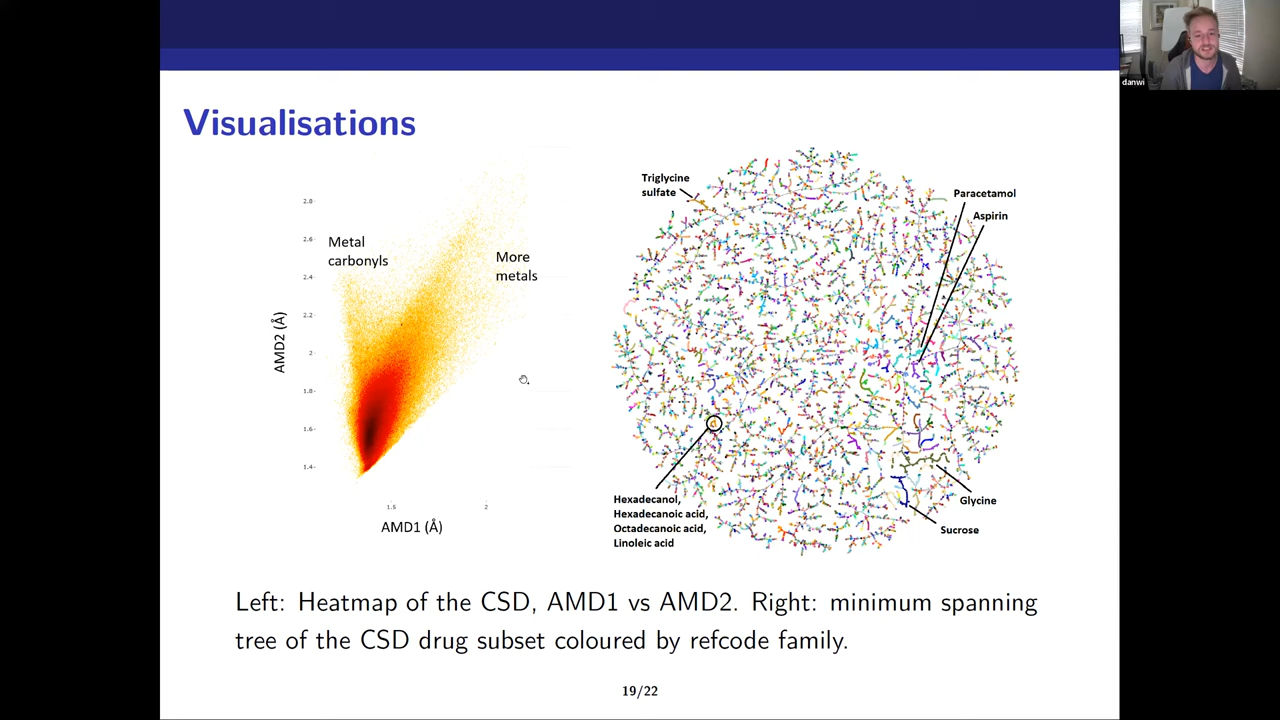 danwi
Visualisations
2.8
2.6
2.4
2.2
2
1.8
1.6
1.4
AMD2 (Å)
Metal
carbonyls
More
metals
1.5
2
AMD1 (Å)
Triglycine
sulfate
Paracetamol
Aspirin
Hexadecanol,
Hexadecanoic acid,
Octadecanoic acid,
Linoleic acid
Glycine
Sucrose
Left: Heatmap of the CSD, AMD1 vs AMD2. Right: minimum spanning
tree of the CSD drug subset coloured by refcode family.
19/22